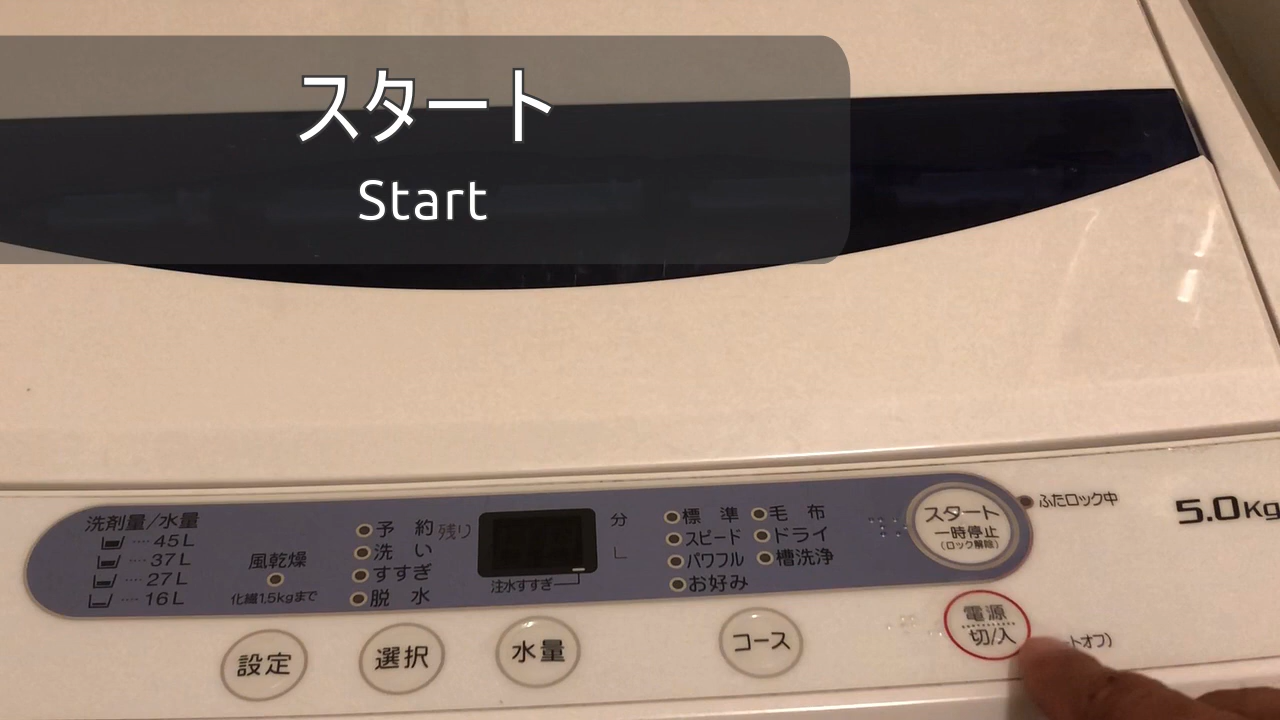 スタート
Start
洗剤量/水量
45L
37L
27L
16L
風乾燥
化繊1.5kgまで
予約
洗い
すすぎ
脱水
残り
分
注水すすぎ
標準
スピード
パワフル
お好み
毛布
ドライ
槽洗浄
スタート
一時停止
(ロック解除)
ふたロック中
5.0kg
設定
選択
水量
コース
電源
切/入
トオフ)